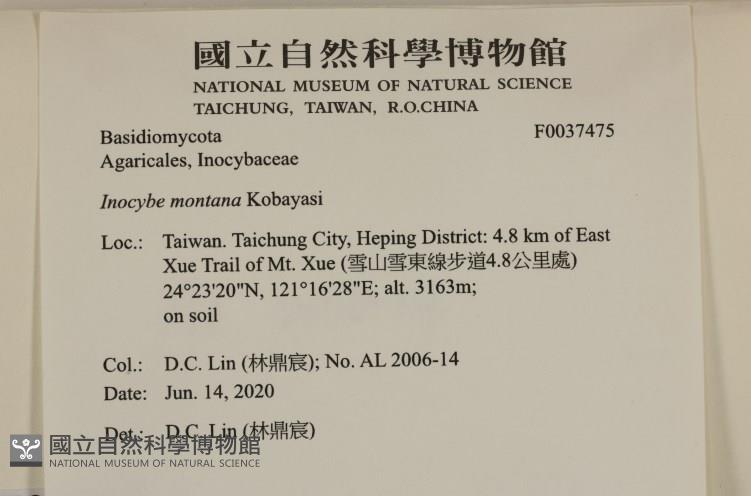 國立自然科學博物館
NATIONAL MUSEUM OF NATURAL SCIENCE
TAICHUNG, TAIWAN, R.O.CHINA
Basidiomycota F0037475
Agaricales, Inocybaceae
Inocybe montana Kobayasi
Loc.: Taiwan. Taichung City, Heping District: 4.8 km of East
Xue Trail of Mt. Xue (雪山雪東線步道4.8公里處)
24°23'20"N, 121°16'28"E; alt. 3163m;
on soil
Col.: D.C. Lin (林鼎宸); No. AL 2006-14
Date: Jun. 14, 2020
Det.: D.C. Lin (林鼎宸)
國立自然科學博物館
NATIONAL MUSEUM OF NATURAL SCIENCE